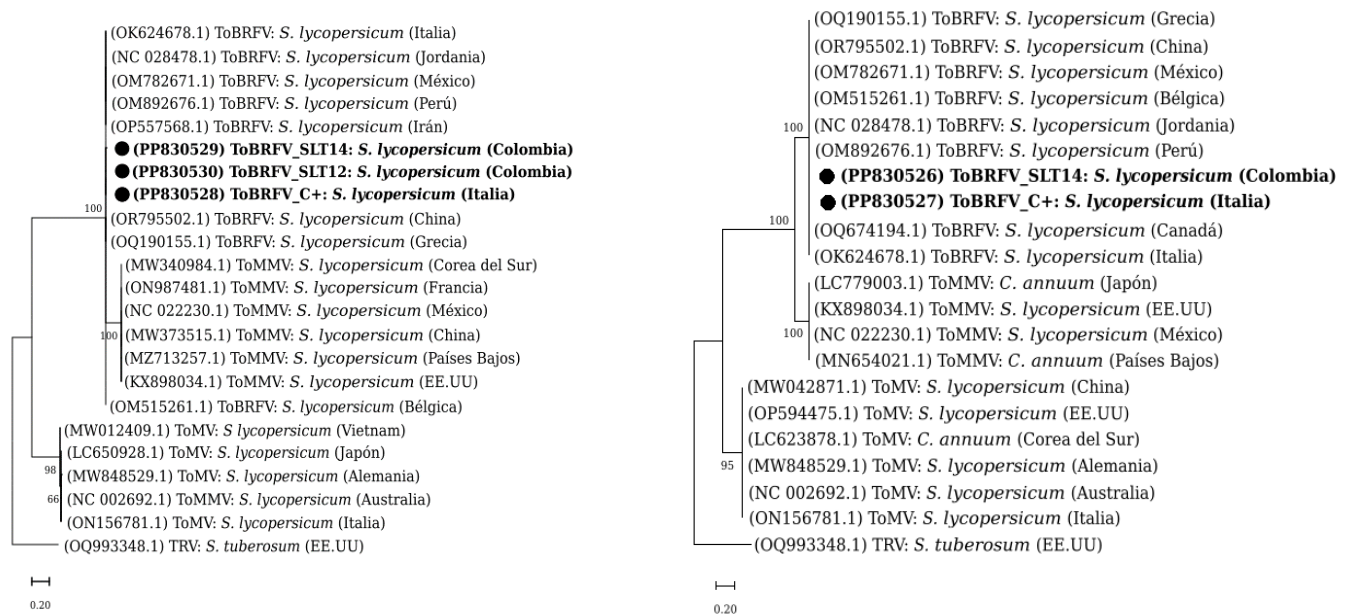 (OK624678.1) ToBRFV: S. lycopersicum (Italia)
(NC 028478.1) ToBRFV: S. lycopersicum (Jordania)
(OM782671.1) ToBRFV: S. lycopersicum (México)
(OM892676.1) ToBRFV: S. lycopersicum (Perú)
(OP557568.1) ToBRFV: S. lycopersicum (Irán)
(PP830529) ToBRFV_SLT14: S. lycopersicum (Colombia)
(PP830530) ToBRFV_SLT12: S. lycopersicum (Colombia)
(PP830528) ToBRFV_C+: S. lycopersicum (Italia)
100
(OR795502.1) ToBRFV: S. lycopersicum (China)
(OQ190155.1) ToBRFV: S. lycopersicum (Grecia)
(MW340984.1) ToMMV: S. lycopersicum (Corea del Sur)
(ON987481.1) ToMMV: S. lycopersicum (Francia)
(NC 022230.1) ToMMV: S. lycopersicum (México)
100
(MW373515.1) ToMMV: S. lycopersicum (China)
(MZ713257.1) ToMMV: S. lycopersicum (Países Bajos)
(KX898034.1) ToMMV: S. lycopersicum (EE.UU)
(OM515261.1) ToBRFV: S. lycopersicum (Bélgica)
(MW012409.1) ToMV: S lycopersicum (Vietnam)
(LC650928.1) ToMV: S. lycopersicum (Japón)
98
(MW848529.1) ToMV: S. lycopersicum (Alemania)
66
(NC 002692.1) ToMMV: S. lycopersicum (Australia)
(ON156781.1) ToMV: S. lycopersicum (Italia)
(OQ993348.1) TRV: S. tuberosum (EE.UU)
0.20
(OQ190155.1) ToBRFV: S. lycopersicum (Grecia)
(OR795502.1) ToBRFV: S. lycopersicum (China)
(OM782671.1) ToBRFV: S. lycopersicum (México)
(OM515261.1) ToBRFV: S. lycopersicum (Bélgica)
100
(NC 028478.1) ToBRFV: S. lycopersicum (Jordania)
(OM892676.1) ToBRFV: S. lycopersicum (Perú)
(PP830526) ToBRFV_SLT14: S. lycopersicum (Colombia)
(PP830527) ToBRFV_C+: S. lycopersicum (Italia)
100
(OQ674194.1) ToBRFV: S. lycopersicum (Canadá)
(OK624678.1) ToBRFV: S. lycopersicum (Italia)
(LC779003.1) ToMMV: C. annuum (Japón)
(KX898034.1) ToMMV: S. lycopersicum (EE.UU)
100
(NC 022230.1) ToMMV: S. lycopersicum (México)
(MN654021.1) ToMMV: C. annuum (Países Bajos)
(MW042871.1) ToMV: S. lycopersicum (China)
(OP594475.1) ToMV: S. lycopersicum (EE.UU)
(LC623878.1) ToMV: C. annuum (Corea del Sur)
95
(MW848529.1) ToMV: S. lycopersicum (Alemania)
(NC 002692.1) ToMV: S. lycopersicum (Australia)
(ON156781.1) ToMV: S. lycopersicum (Italia)
(OQ993348.1) TRV: S. tuberosum (EE.UU)
0.20